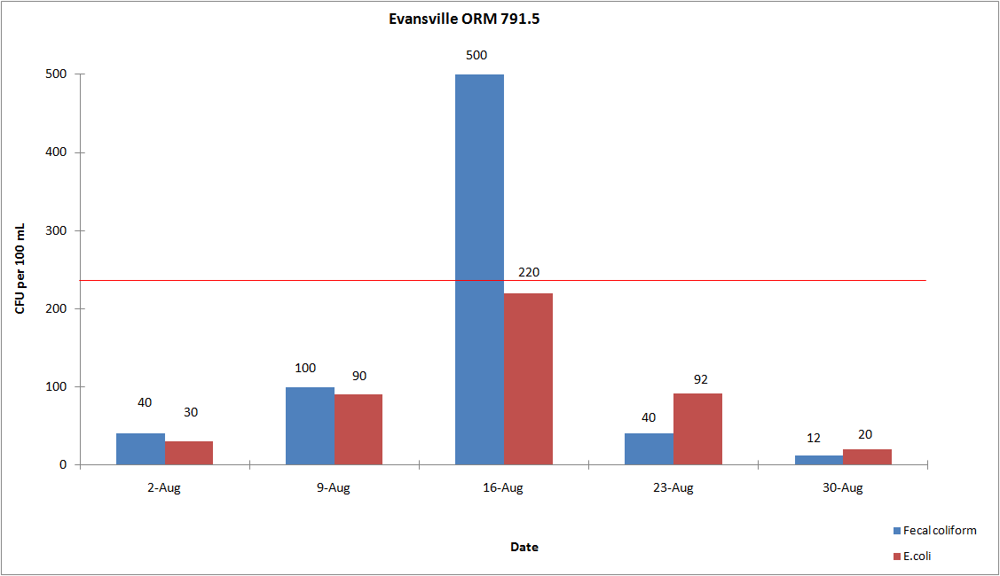 Evansville ORM 791.5
CFU per 100 mL
500
400
300
200
100
0
40
30
100
90
500
220
40
92
12
20
2-Aug
9-Aug
16-Aug
23-Aug
30-Aug
Date
Fecal coliform
E.coli